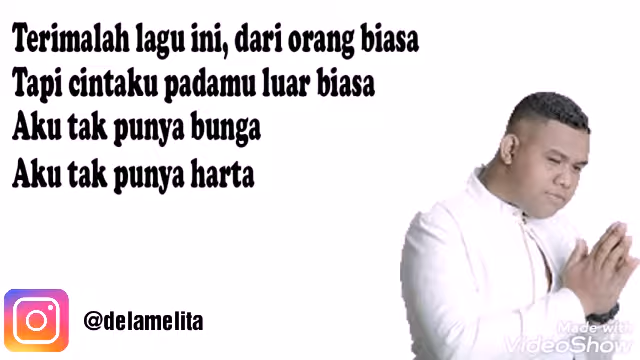 Terimalah lagu ini, dari orang biasa
Tapi cintaku padamu luar biasa
Aku tak punya bunga
Aku tak punya harta
@delamelita
Made with
VideoShow